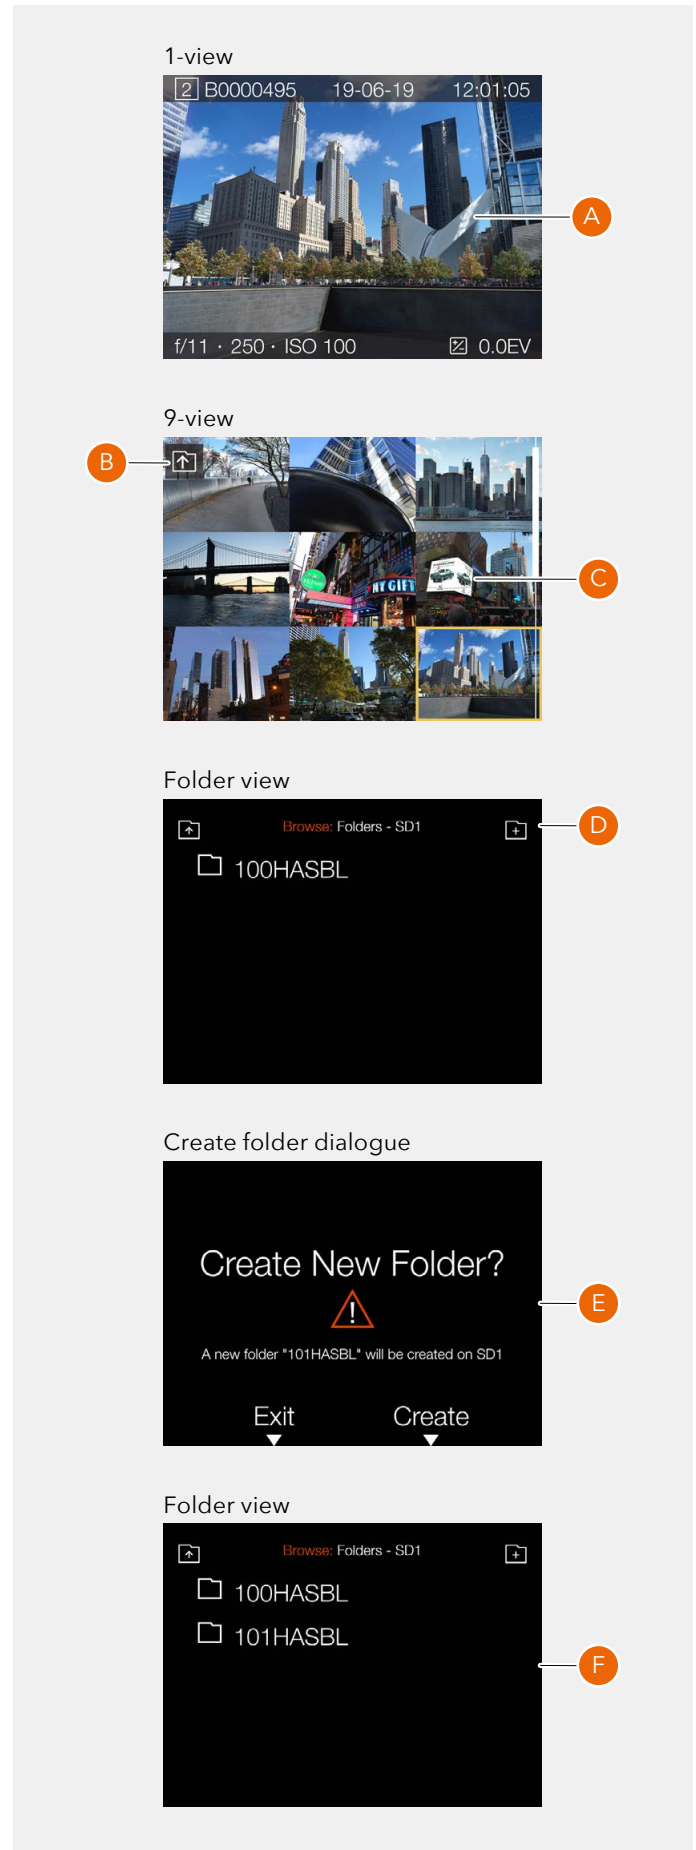 1-view
2 B0000495 19-06-19 12:01:05
A
f/11 · 250 · ISO 100 0.0EV
9-view
B
NY GIFT
C
Folder view
Browse: Folders - SD1
D
100HASBL
Create folder dialogue
Create New Folder?
E
A new folder "101HASBL" will be created on SD1
Exit Create
Folder view
Browse: Folders - SD1
100HASBL
101HASBL
F